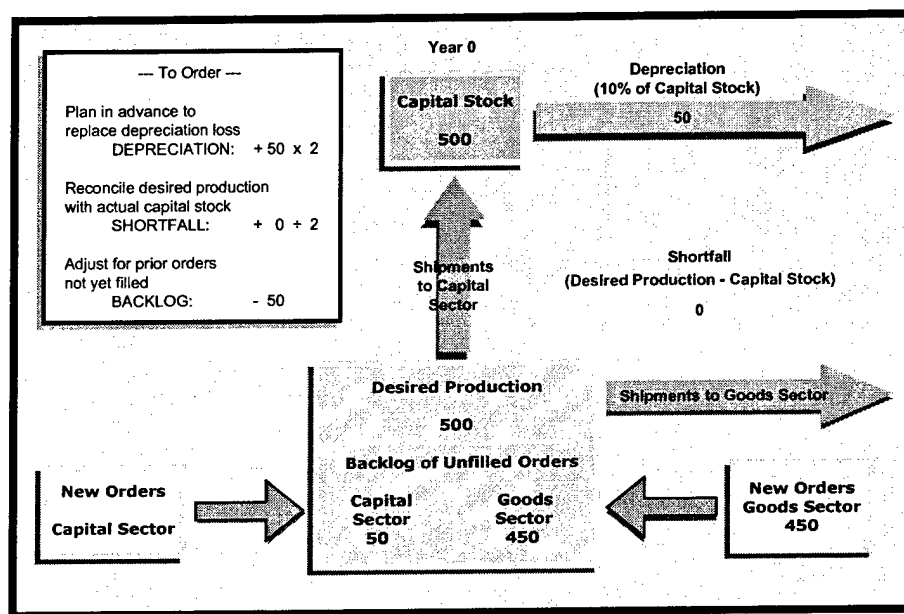 --- To Order ---
Plan in advance to
replace depreciation loss
DEPRECIATION: + 50 x 2
Reconcile desired production
with actual capital stock
SHORTFALL: + 0 ÷ 2
Adjust for prior orders
not yet filled
BACKLOG: - 50
Year 0
Capital Stock
500
Depreciation
(10% of Capital Stock)
50
Shipments
to Capital
Sector
Shortfall
(Desired Production - Capital Stock)
0
Desired Production
500
Shipments to Goods Sector
Backlog of Unfilled Orders
Capital
Sector
50
Goods
Sector
450
New Orders
Capital Sector
New Orders
Goods Sector
450